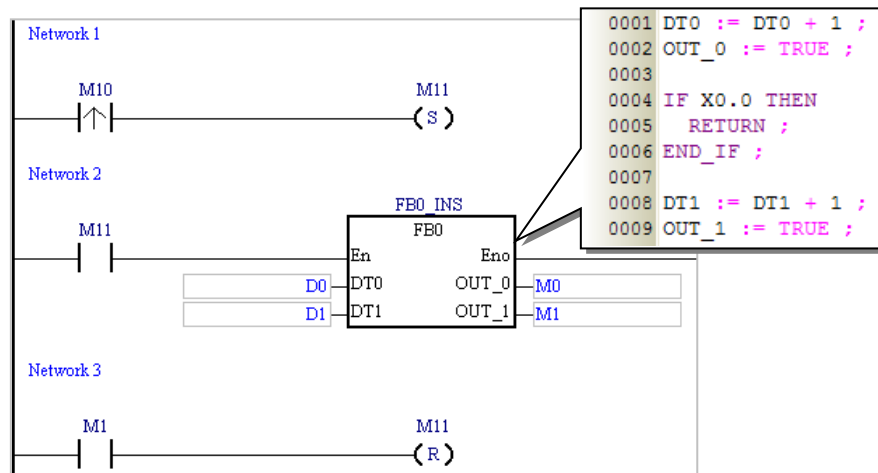 Network 1
M10 M11
S
Network 2
FB0_INS
M11 FB0
En Eno
D0 DT0 OUT_0 M0
D1 DT1 OUT_1 M1
Network 3
M1 M11
R
0001 DT0 := DT0 + 1 ;
0002 OUT_0 := TRUE ;
0003
0004 IF X0.0 THEN
0005 RETURN ;
0006 END_IF ;
0007
0008 DT1 := DT1 + 1 ;
0009 OUT_1 := TRUE ;